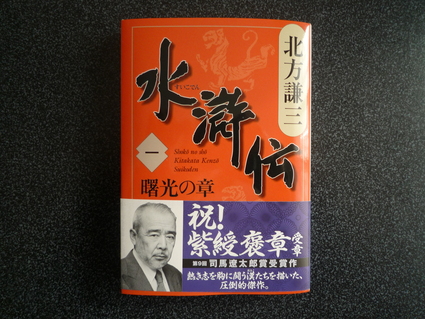 北方謙三
水滸伝
すいこでん
一
Shokō no shō
Kitakata Kenzō
Suikoden
曙光の章
祝!
紫綬褒章受章
第9回 司馬遼太郎賞受賞作
熱き志を胸に闘う漢たちを描いた、
圧倒的傑作。